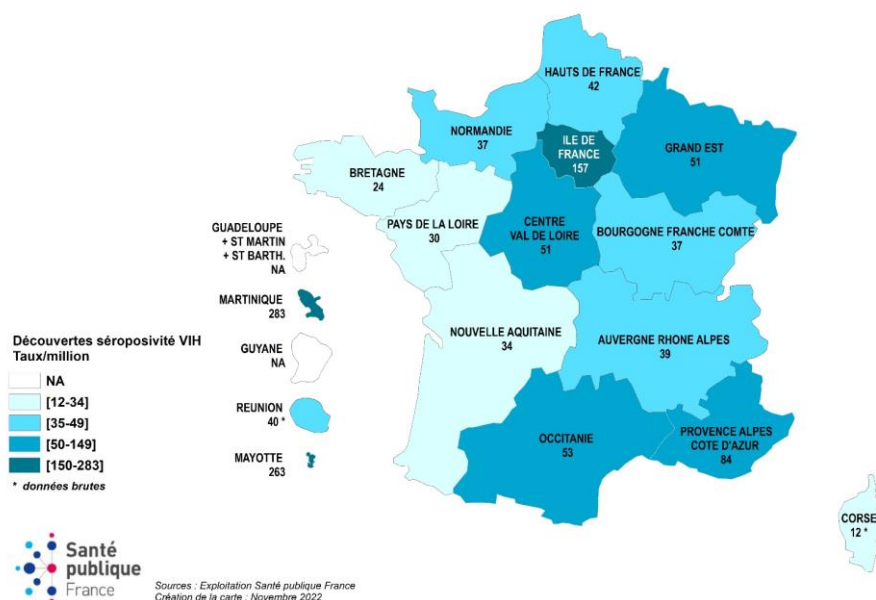 HAUTS DE FRANCE
42
NORMANDIE
37
ILE DE
FRANCE
157
GRAND EST
51
BRETAGNE
24
PAYS DE LA LOIRE
30
CENTRE
VAL DE LOIRE
51
BOURGOGNE FRANCHE COMTE
37
GUADELOUPE
+ ST MARTIN
+ ST BARTH.
NA
MARTINIQUE
283
GUYANE
NA
REUNION
40 *
MAYOTTE
263
NOUVELLE AQUITAINE
34
AUVERGNE RHONE ALPES
39
OCCITANIE
53
PROVENCE ALPES
COTE D'AZUR
84
CORSE
12 *
Découvertes séroposivité VIH
Taux/million
NA
[12-34]
[35-49]
[50-149]
[150-283]
* données brutes
Santé
publique
France
Sources : Exploitation Santé publique France
Création de la carte : Novembre 2022